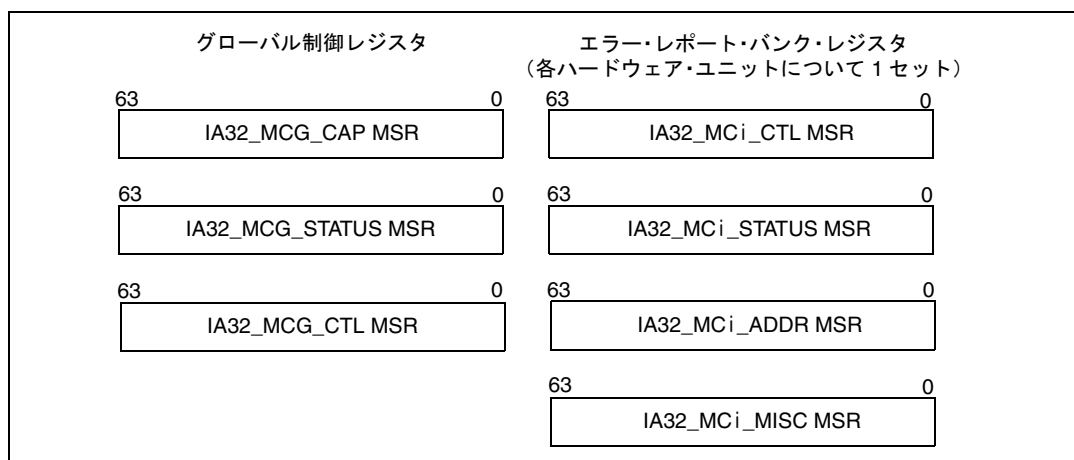 グローバル制御レジスタ
63 0
IA32_MCG_CAP MSR
63 0
IA32_MCG_STATUS MSR
63 0
IA32_MCG_CTL MSR
エラー・レポート・バンク・レジスタ
（各ハードウェア・ユニットについて 1 セット）
63 0
IA32_MCi_CTL MSR
63 0
IA32_MCi_STATUS MSR
63 0
IA32_MCi_ADDR MSR
63 0
IA32_MCi_MISC MSR